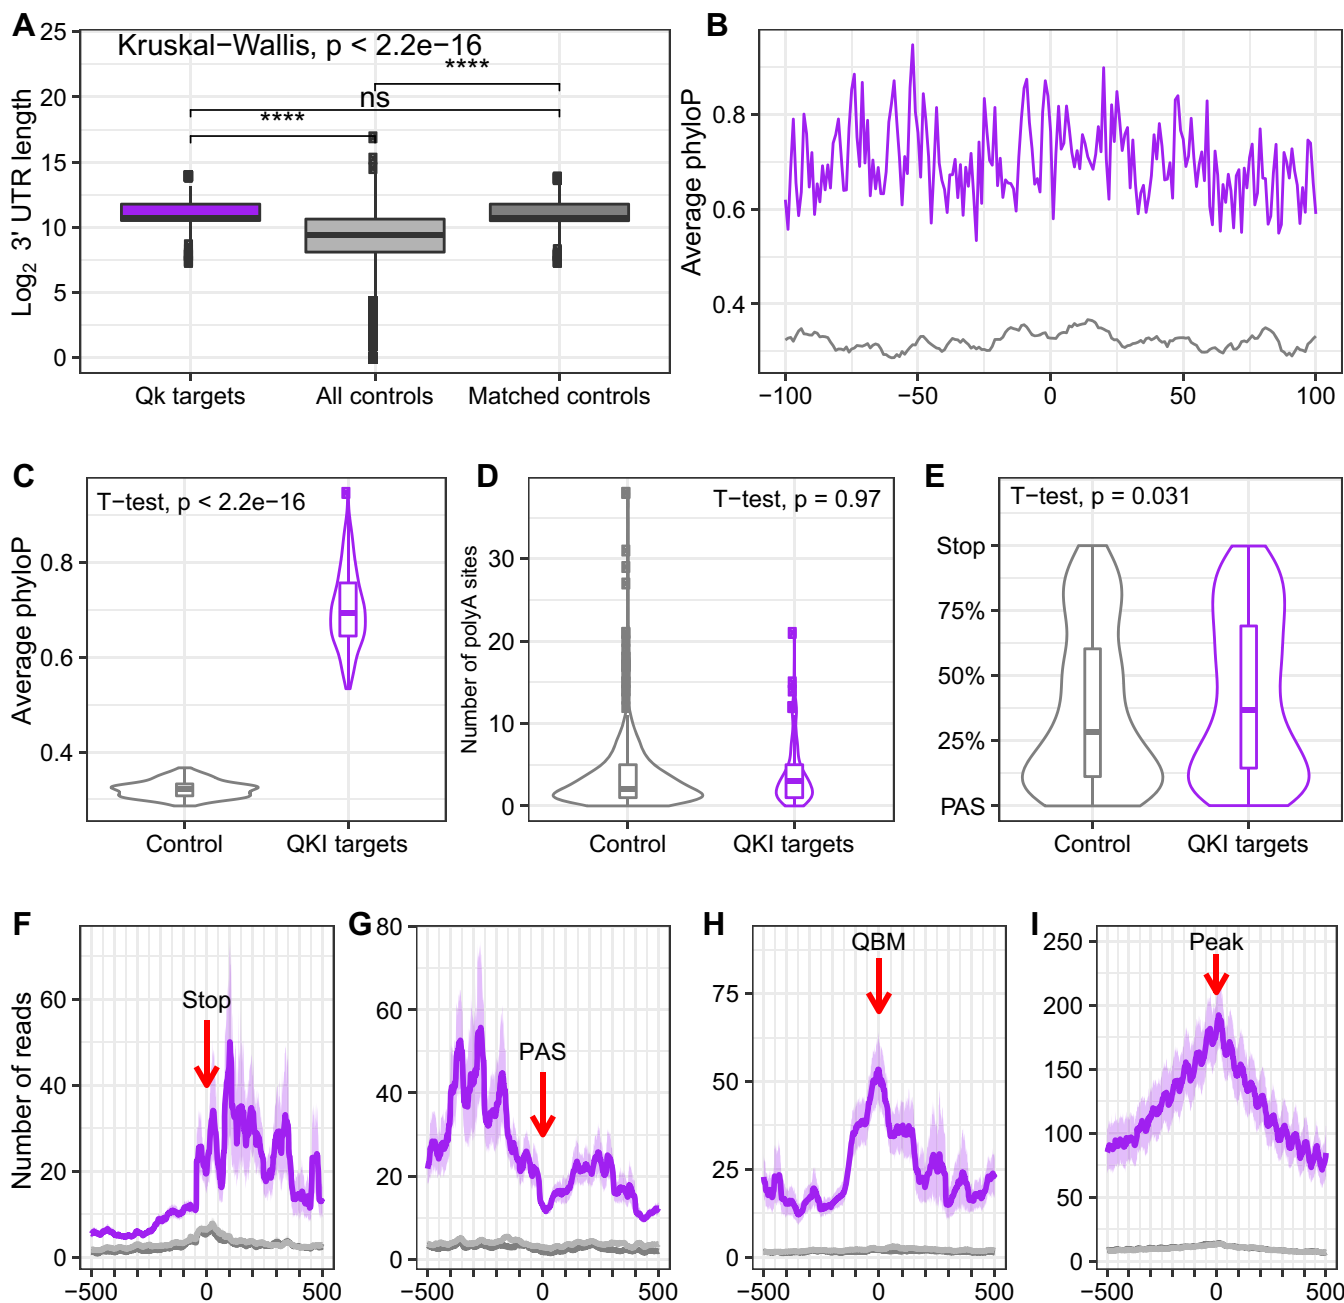 A
Kruskal−Wallis, p < 2.2e−16
****
ns
****
Log2 3' UTR length
25
20
15
10
5
0
Qk targets
All controls
Matched controls
B
Average phyloP
0.8
0.6
0.4
−100
−50
0
50
100
C
T−test, p < 2.2e−16
Average phyloP
0.8
0.6
0.4
Control
QKI targets
D
T−test, p = 0.97
Number of polyA sites
30
20
10
0
Control
QKI targets
E
T−test, p = 0.031
Stop
75%
50%
25%
PAS
Control
QKI targets
F
Stop
Number of reads
60
40
20
0
−500
0
500
G
PAS
80
60
40
20
0
−500
0
500
H
QBM
75
50
25
0
−500
0
500
I
Peak
250
200
150
100
50
0
−500
0
500